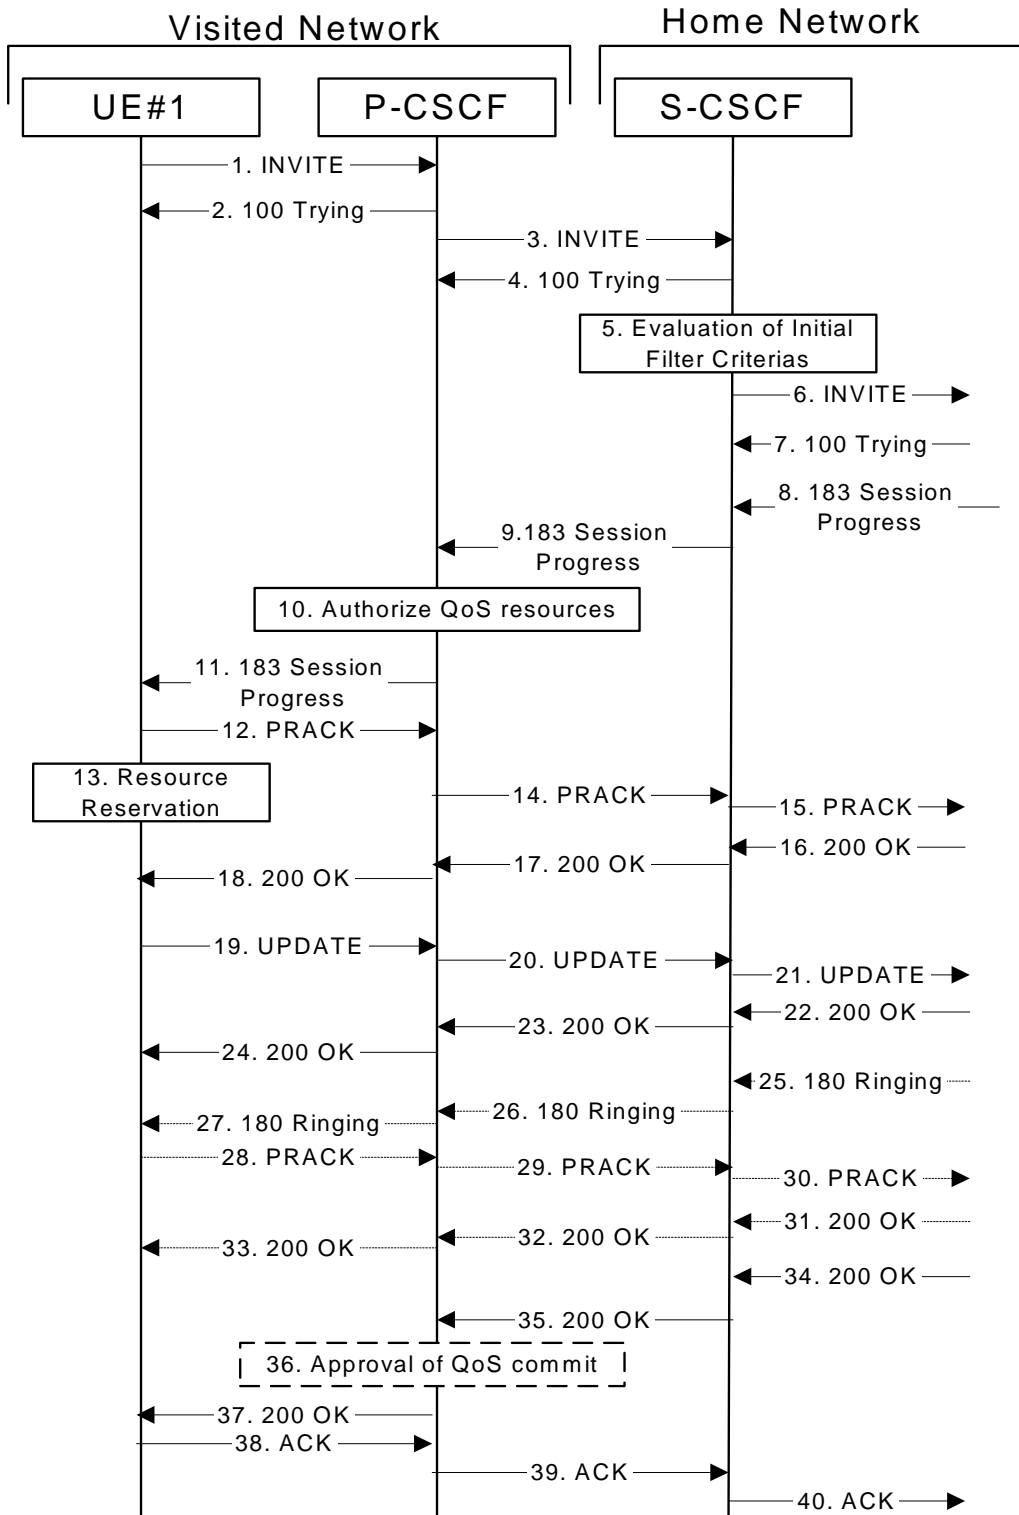 Visited Network
Home Network
UE#1
P-CSCF
S-CSCF
1. INVITE
2. 100 Trying
3. INVITE
4. 100 Trying
5. Evaluation of Initial
Filter Criterias
6. INVITE
7. 100 Trying
8. 183 Session
Progress
9.183 Session
Progress
10. Authorize QoS resources
11. 183 Session
Progress
12. PRACK
13. Resource
Reservation
14. PRACK
15. PRACK
16. 200 OK
17. 200 OK
18. 200 OK
19. UPDATE
20. UPDATE
21. UPDATE
22. 200 OK
23. 200 OK
24. 200 OK
25. 180 Ringing
26. 180 Ringing
27. 180 Ringing
28. PRACK
29. PRACK
30. PRACK
31. 200 OK
32. 200 OK
33. 200 OK
34. 200 OK
35. 200 OK
36. Approval of QoS commit
37. 200 OK
38. ACK
39. ACK
40. ACK